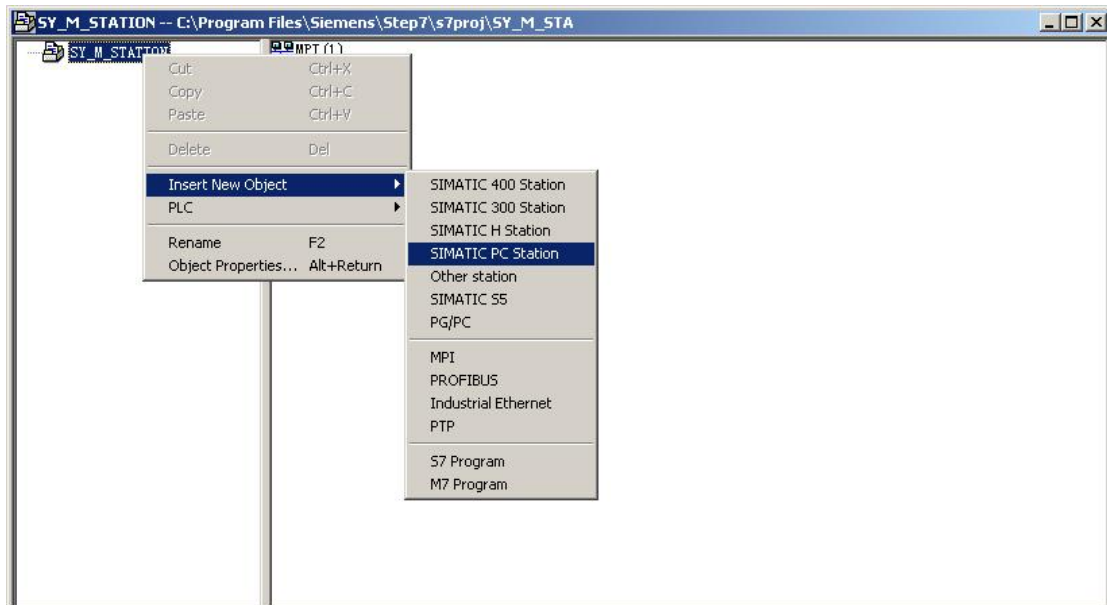 SY_M_STATION -- C:\Program Files\Siemens\Step7\s7proj\SY_M_STA
SY_M_STATION
MPI(1)
Cut Ctrl+X
Copy Ctrl+C
Paste Ctrl+V
Delete Del
Insert New Object
PLC
Rename F2
Object Properties... Alt+Return
SIMATIC 400 Station
SIMATIC 300 Station
SIMATIC H Station
SIMATIC PC Station
Other station
SIMATIC S5
PG/PC
MPI
PROFIBUS
Industrial Ethernet
PTP
S7 Program
M7 Program